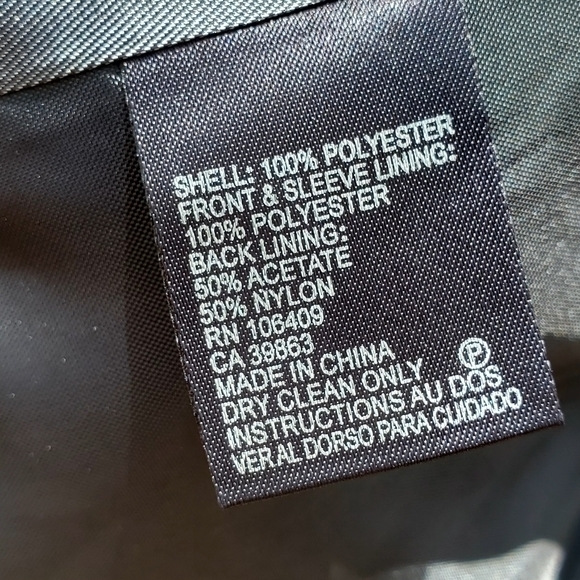 SHELL: 100% POLYESTER
FRONT & SLEEVE LINING:
100% POLYESTER
BACK LINING:
50% ACETATE
50% NYLON
RN 106409
CA 39863
MADE IN CHINA
DRY CLEAN ONLY P
INSTRUCTIONS AU DOS
VER AL DORSO PARA CUIDADO